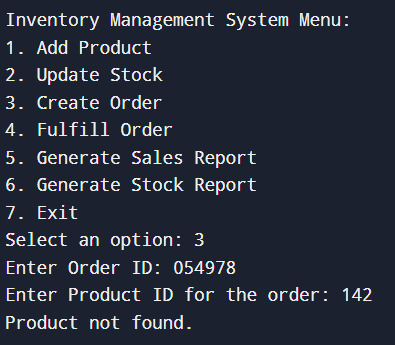 Inventory Management System Menu:
1. Add Product
2. Update Stock
3. Create Order
4. Fulfill Order
5. Generate Sales Report
6. Generate Stock Report
7. Exit
Select an option: 3
Enter Order ID: 054978
Enter Product ID for the order: 142
Product not found.